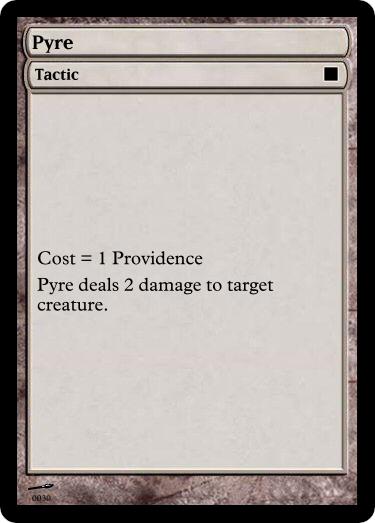 Pyre
Tactic
Cost = 1 Providence
Pyre deals 2 damage to target
creature.
0030